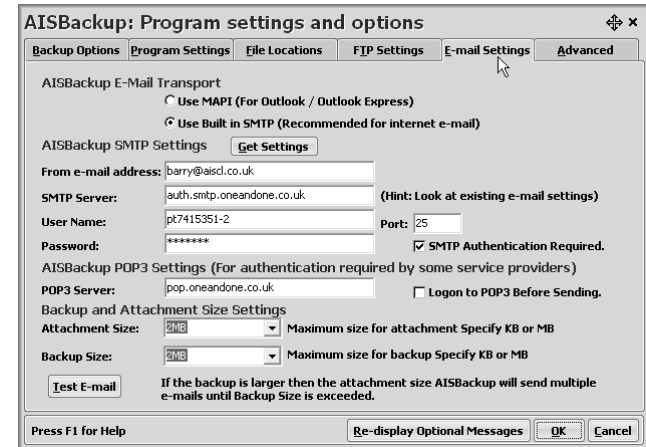 AISBackup: Program settings and options
Backup Options Program Settings File Locations FTP Settings E-mail Settings Advanced
AISBackup E-Mail Transport
Use MAPI (For Outlook / Outlook Express)
Use Built in SMTP (Recommended for internet e-mail)
AISBackup SMTP Settings Get Settings
From e-mail address: barry@aiscl.co.uk
SMTP Server: auth.smtp.oneandone.co.uk (Hint: Look at existing e-mail settings)
User Name: pt7415351-2 Port: 25
Password: ******* SMTP Authentication Required.
AISBackup POP3 Settings (For authentication required by some service providers)
POP3 Server: pop.oneandone.co.uk Logon to POP3 Before Sending.
Backup and Attachment Size Settings
Attachment Size: 2MB Maximum size for attachment Specify KB or MB
Backup Size: 2MB Maximum size for backup Specify KB or MB
Test E-mail If the backup is larger then the attachment size AISBackup will send multiple
e-mails until Backup Size is exceeded.
Press F1 for Help Re-display Optional Messages OK Cancel